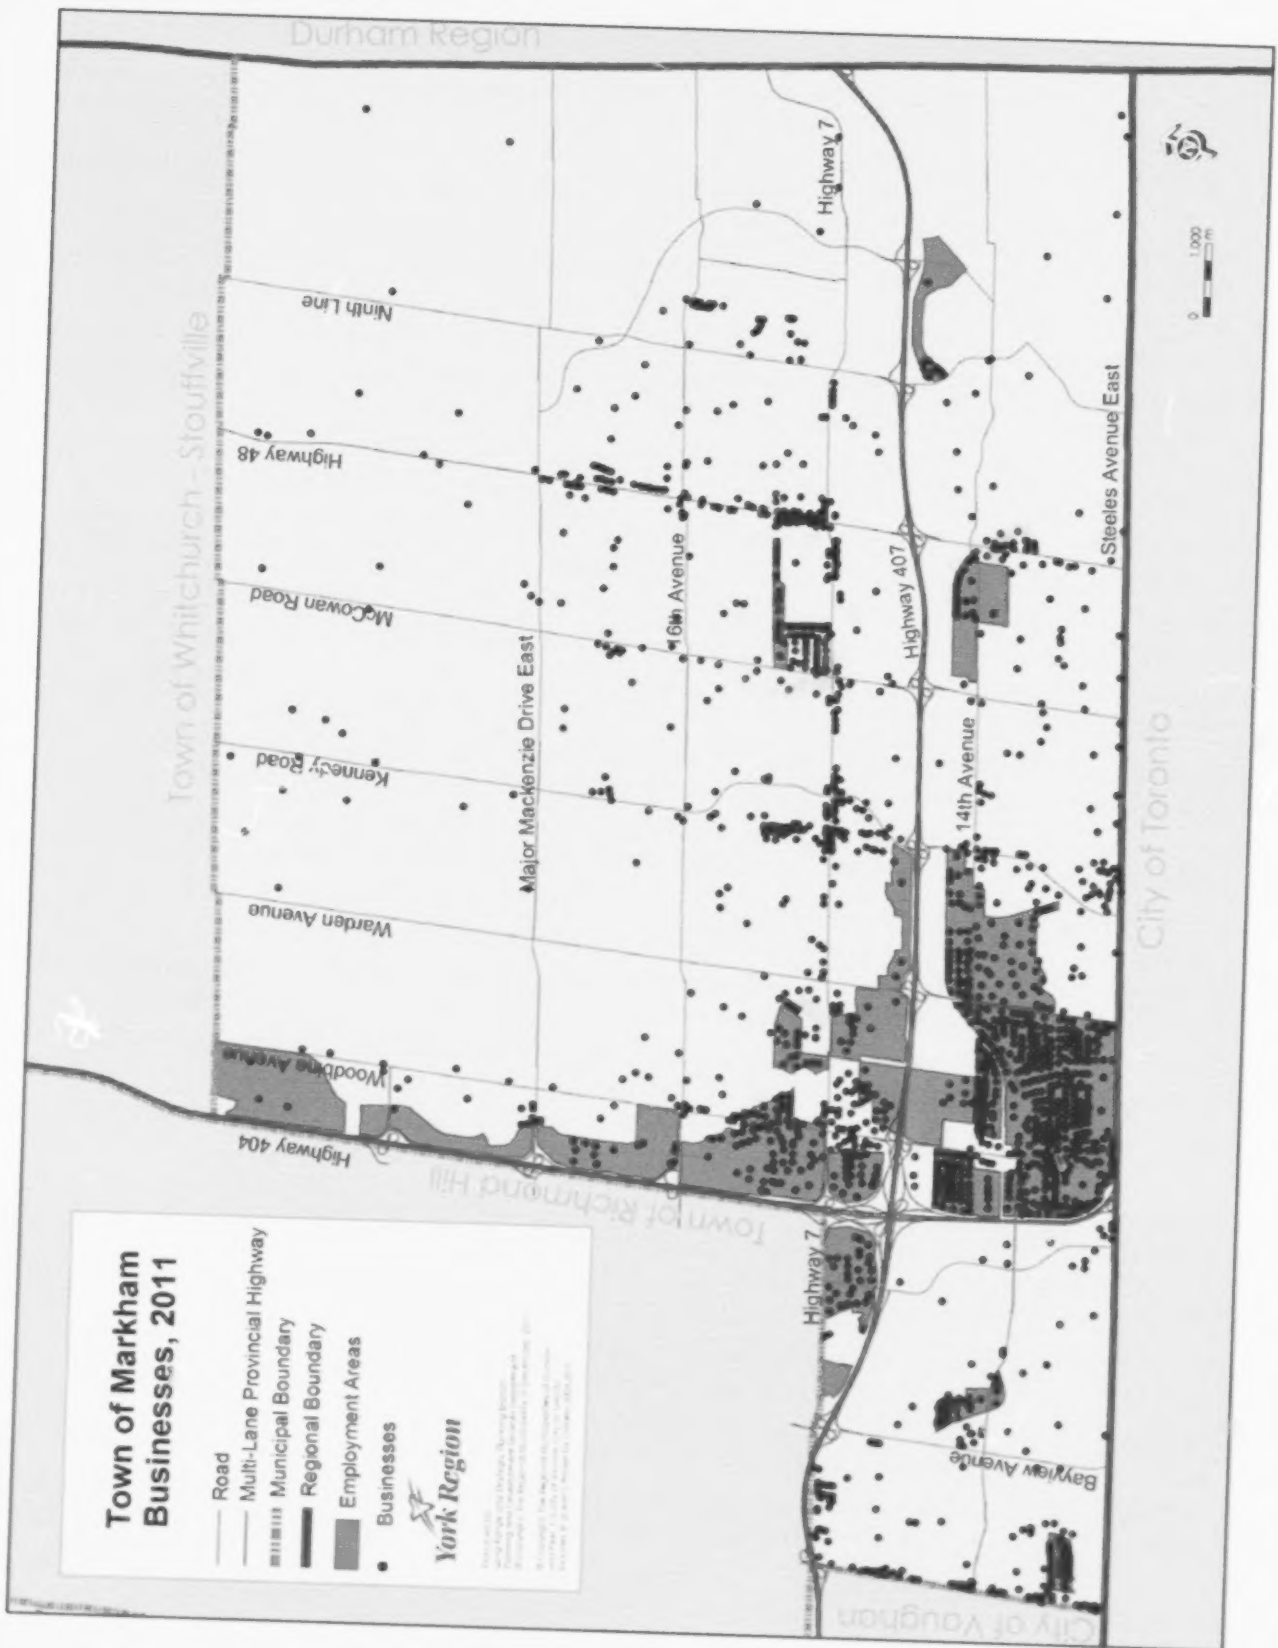 Town of Markham
Businesses, 2011
Road
Multi-Lane Provincial Highway
Municipal Boundary
Regional Boundary
Employment Areas
Businesses
York Region
Durham Region
Town of Whitchurch - Stouffville
Town of Richmond Hill
City of Toronto
City of Vaughan
Ninth Line
Highway 48
McCowan Road
Kennedy Road
Warden Avenue
Woodbine Avenue
Highway 404
Major Mackenzie Drive East
16th Avenue
Highway 7
Highway 407
14th Avenue
Steeles Avenue East
Highway 7
Bayview Avenue
0 1,000
m
N